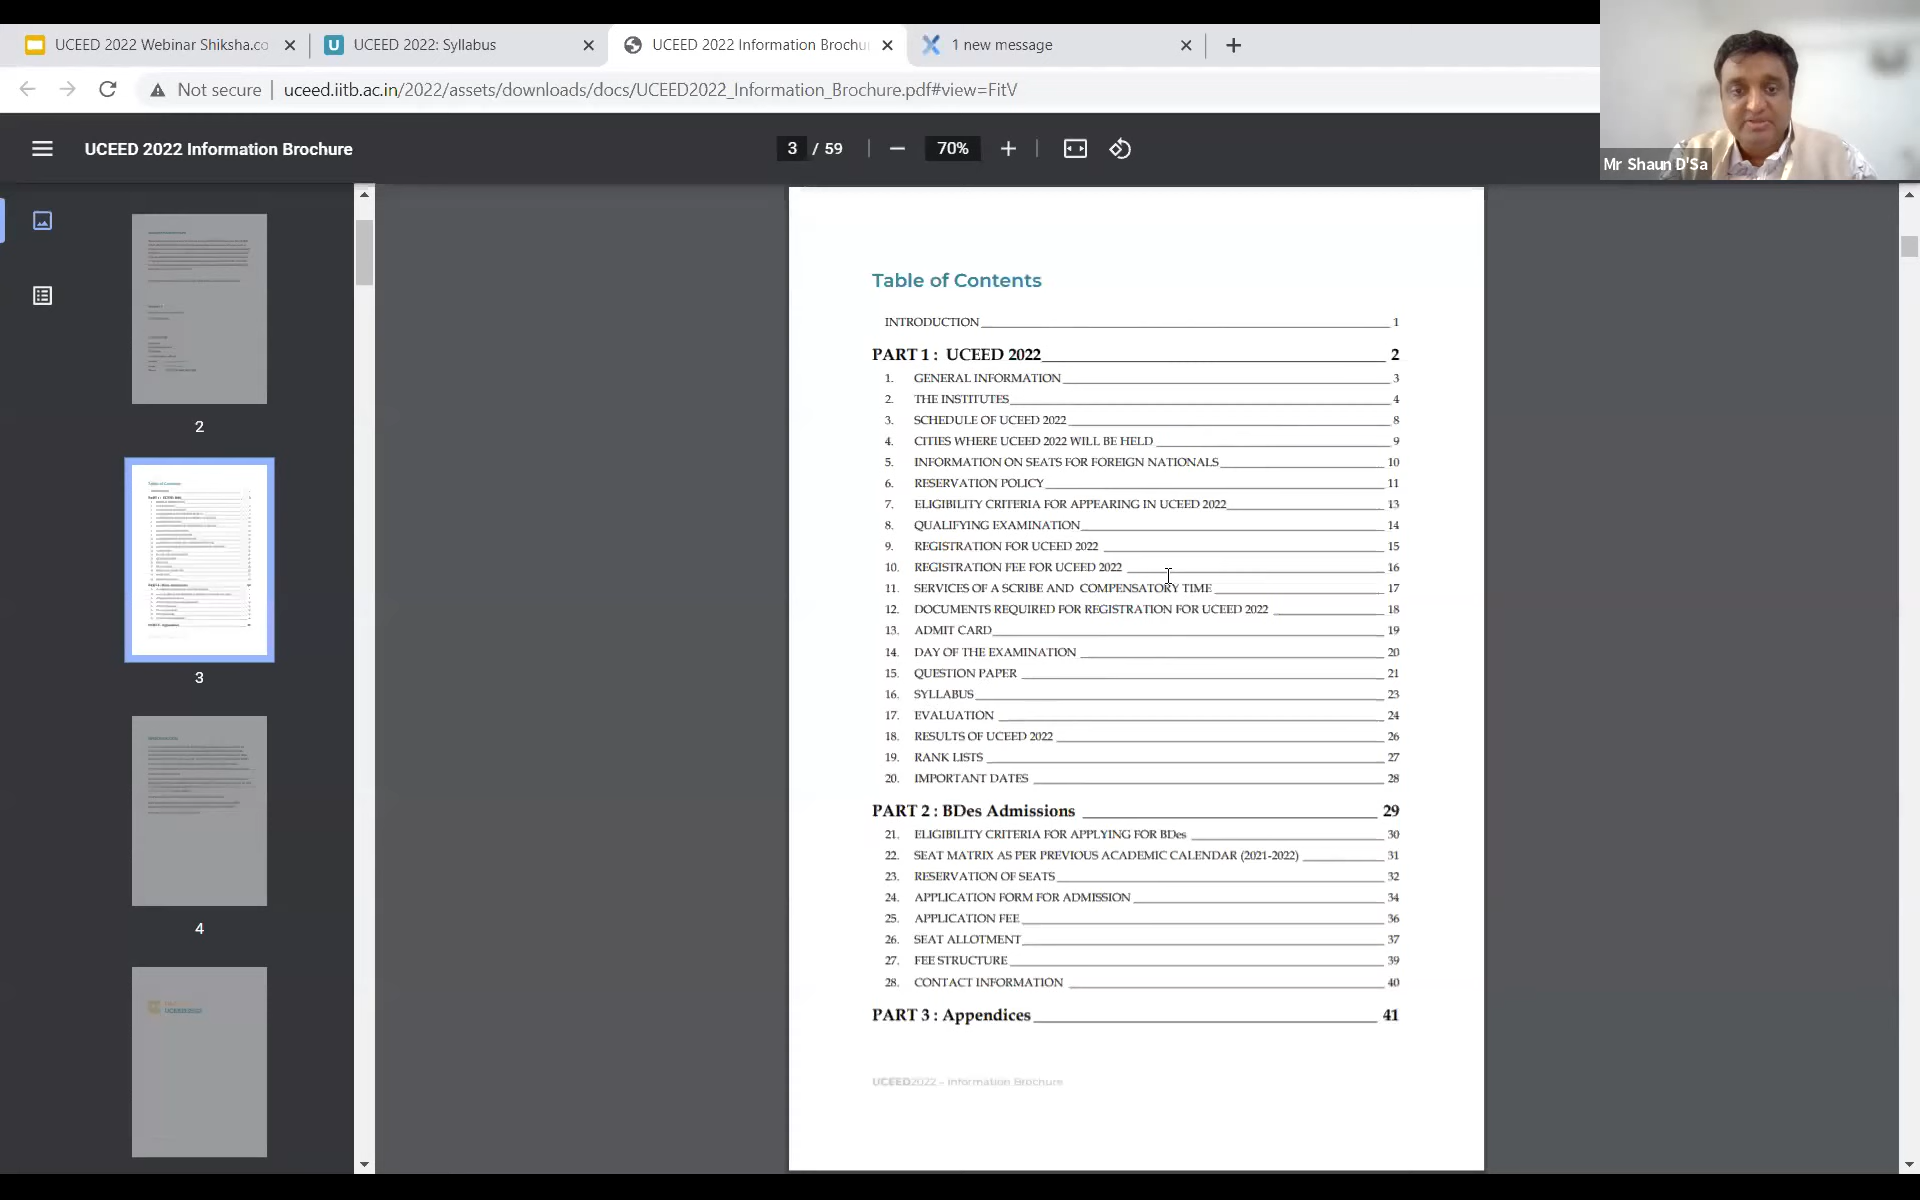 UCEED 2022 Webinar Shiksha.co
UCEED 2022: Syllabus
UCEED 2022 Information Brochu
1 new message
Not secure
uceed.iitb.ac.in/2022/assets/downloads/docs/UCEED2022_Information_Brochure.pdf#view=FitV
UCEED 2022 Information Brochure
3 / 59
70%
Mr Shaun D'Sa
2
3
4
Table of Contents
INTRODUCTION 1
PART 1 : UCEED 2022 2
1. GENERAL INFORMATION 3
2. THE INSTITUTES 4
3. SCHEDULE OF UCEED 2022 8
4. CITIES WHERE UCEED 2022 WILL BE HELD 9
5. INFORMATION ON SEATS FOR FOREIGN NATIONALS 10
6. RESERVATION POLICY 11
7. ELIGIBILITY CRITERIA FOR APPEARING IN UCEED 2022 13
8. QUALIFYING EXAMINATION 14
9. REGISTRATION FOR UCEED 2022 15
10. REGISTRATION FEE FOR UCEED 2022 16
11. SERVICES OF A SCRIBE AND COMPENSATORY TIME 17
12. DOCUMENTS REQUIRED FOR REGISTRATION FOR UCEED 2022 18
13. ADMIT CARD 19
14. DAY OF THE EXAMINATION 20
15. QUESTION PAPER 21
16. SYLLABUS 23
17. EVALUATION 24
18. RESULTS OF UCEED 2022 26
19. RANK LISTS 27
20. IMPORTANT DATES 28
PART 2 : BDes Admissions 29
21. ELIGIBILITY CRITERIA FOR APPLYING FOR BDes 30
22. SEAT MATRIX AS PER PREVIOUS ACADEMIC CALENDAR (2021-2022) 31
23. RESERVATION OF SEATS 32
24. APPLICATION FORM FOR ADMISSION 34
25. APPLICATION FEE 36
26. SEAT ALLOTMENT 37
27. FEE STRUCTURE 39
28. CONTACT INFORMATION 40
PART 3 : Appendices 41
UCEED2022 – Information Brochure